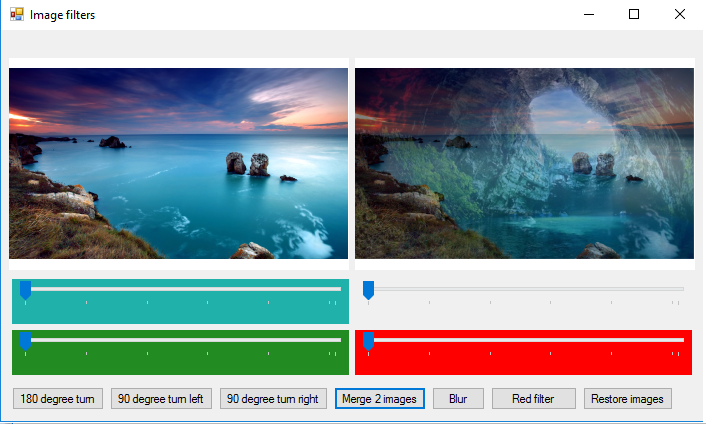 Image filters
180 degree turn
90 degree turn left
90 degree turn right
Merge 2 images
Blur
Red filter
Restore images